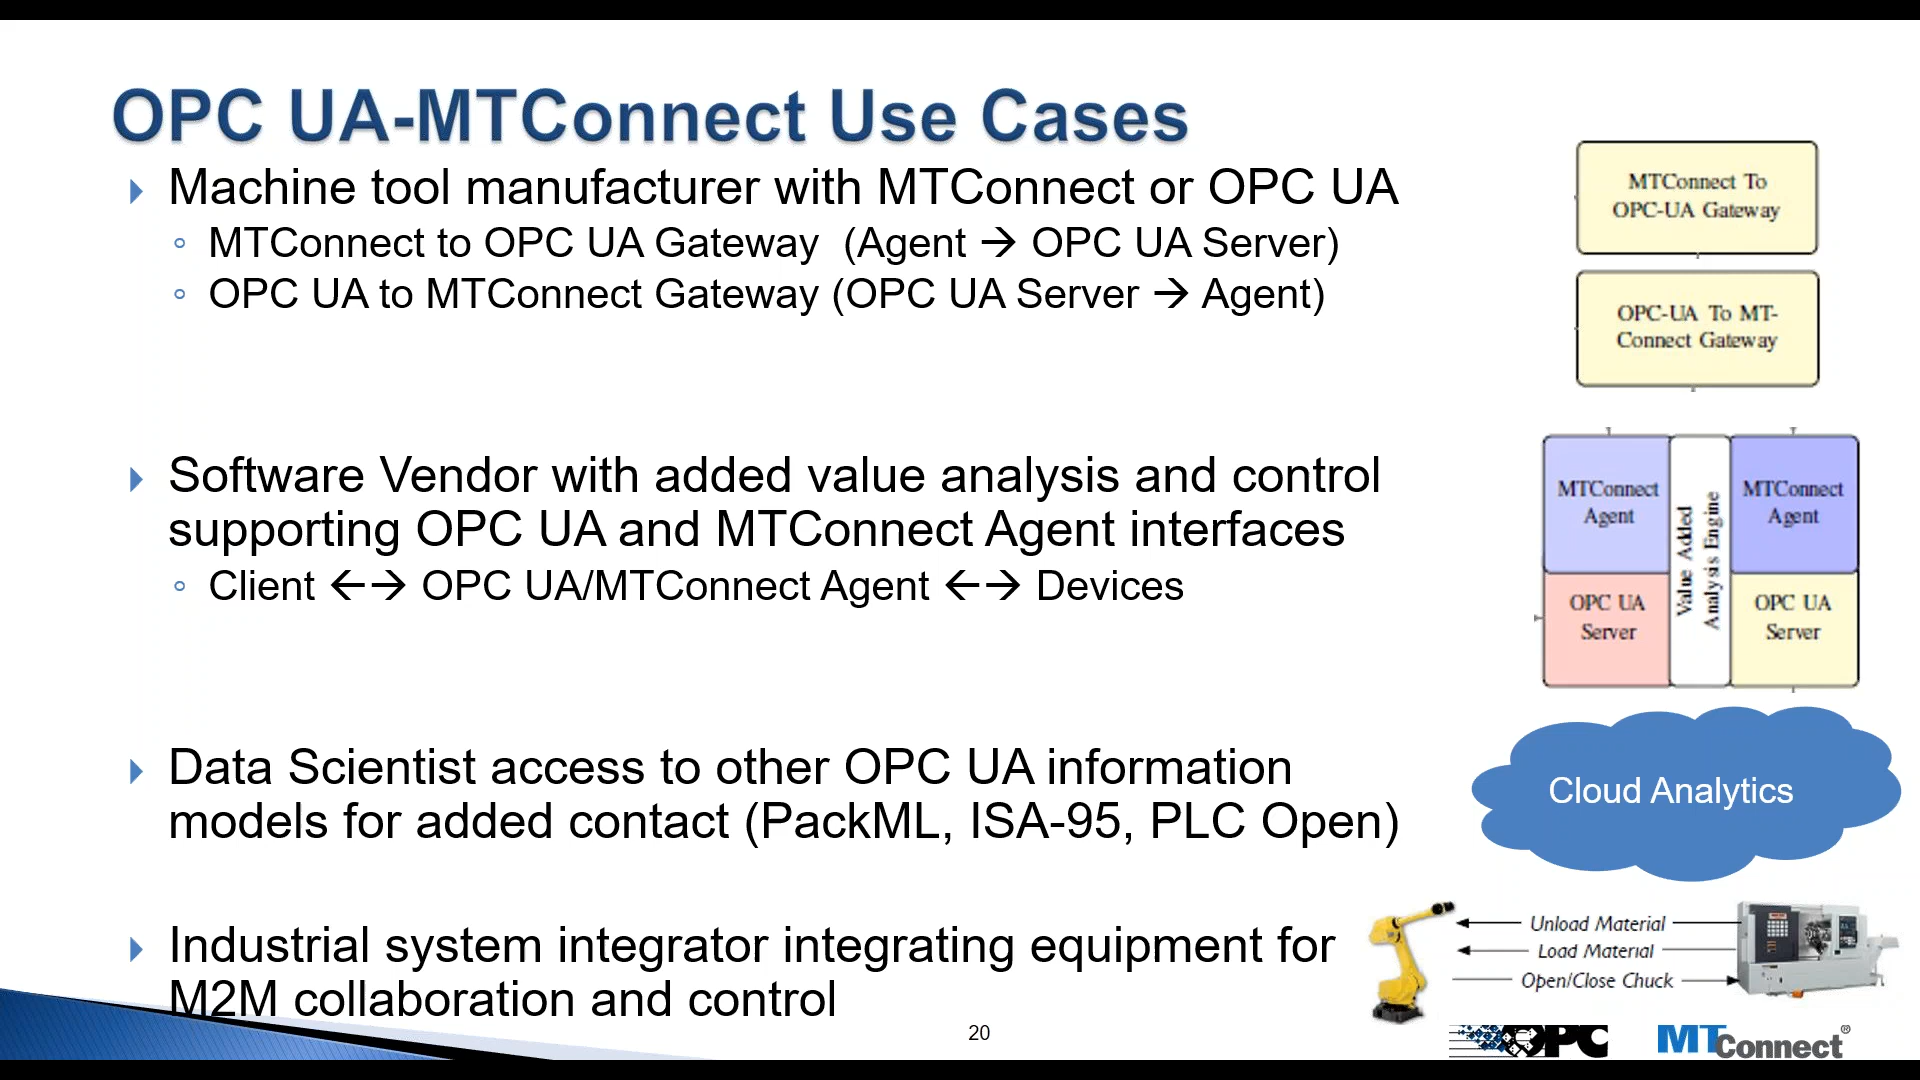 OPC UA-MTConnect Use Cases
Machine tool manufacturer with MTConnect or OPC UA
◦ MTConnect to OPC UA Gateway (Agent → OPC UA Server)
◦ OPC UA to MTConnect Gateway (OPC UA Server → Agent)
Software Vendor with added value analysis and control
supporting OPC UA and MTConnect Agent interfaces
◦ Client ←→ OPC UA/MTConnect Agent ←→ Devices
Data Scientist access to other OPC UA information
models for added contact (PackML, ISA-95, PLC Open)
Industrial system integrator integrating equipment for
M2M collaboration and control
MTConnect To
OPC-UA Gateway
OPC-UA To MT-
Connect Gateway
MTConnect
Agent
OPC UA
Server
Value Added
Analysis Engine
MTConnect
Agent
OPC UA
Server
Cloud Analytics
Unload Material
Load Material
Open/Close Chuck
20
OPC
MTConnect®